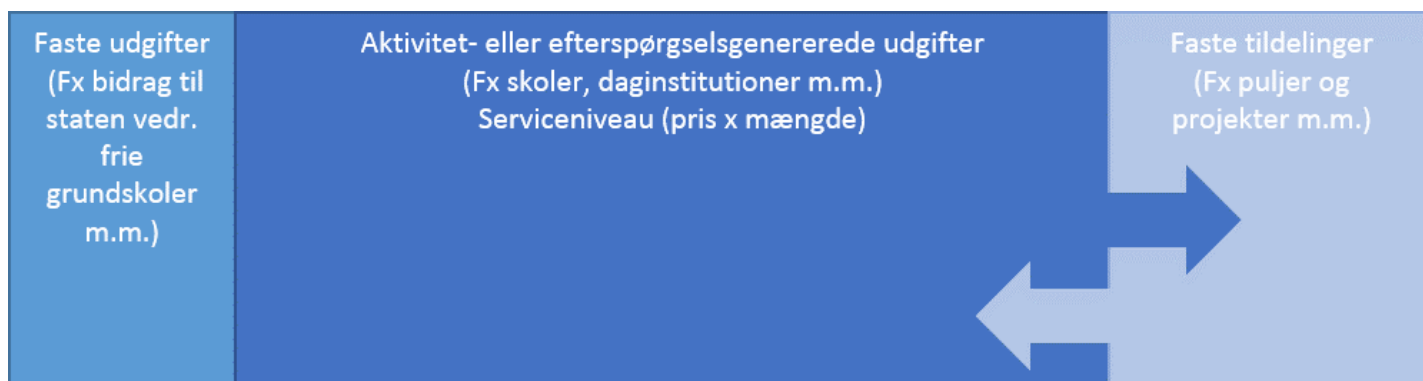 Faste udgifter
(Fx bidrag til
staten vedr.
frie
grundskoler
m.m.)
Aktivitet- eller efterspørgselsgenererede udgifter
(Fx skoler, daginstitutioner m.m.)
Serviceniveau (pris x mængde)
Faste tildelinger
(Fx puljer og
projekter m.m.)